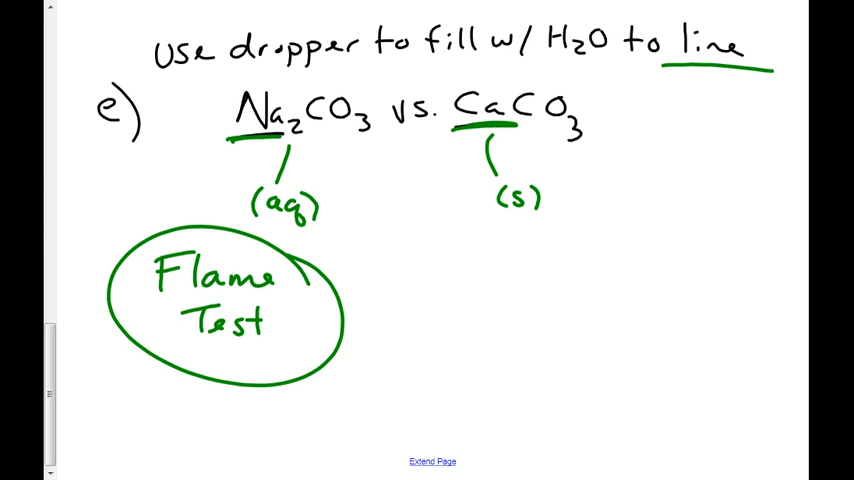 use dropper to fill w/ H2O to line
e) Na2CO3 vs. CaCO3
(aq) (s)
Flame
Test
Extend Page